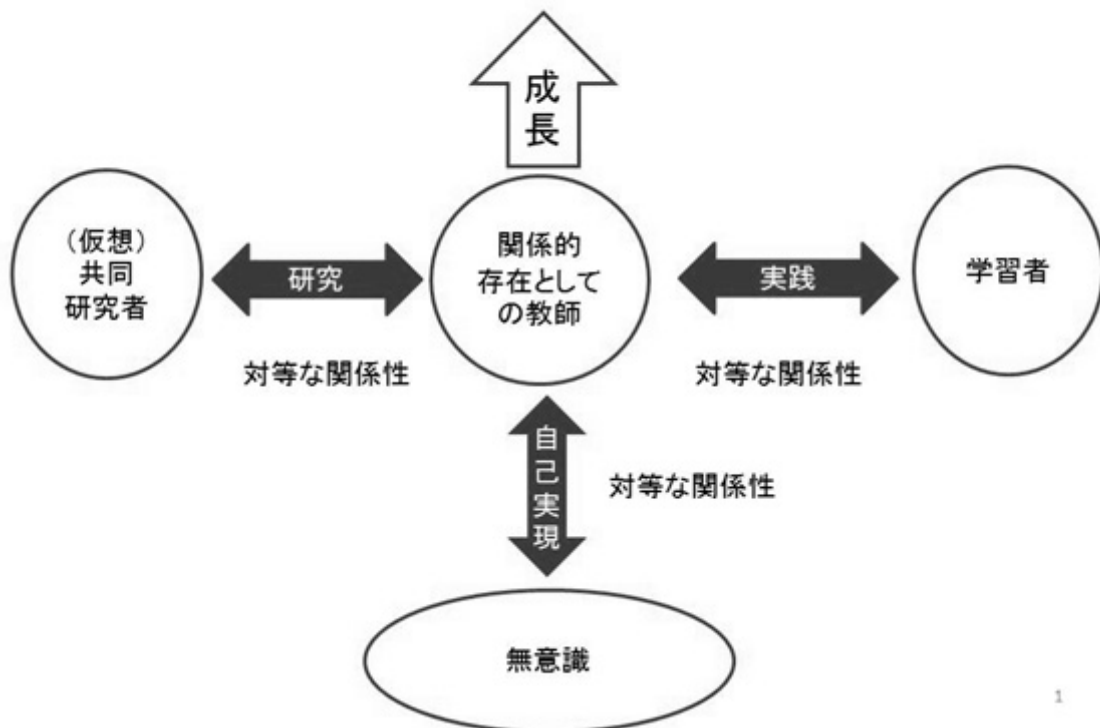 成
長
（仮想）
共同
研究者
研究
関係的
存在として
の教師
実践
学習者
対等な関係性
対等な関係性
自
己
実
現
対等な関係性
無意識
1